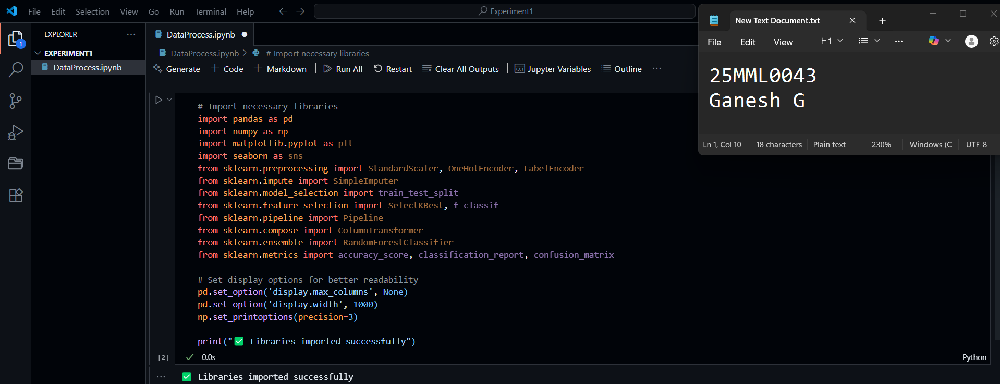 File Edit Selection View Go Run Terminal Help
Experiment1
EXPLORER
EXPERIMENT1
DataProcess.ipynb
1
DataProcess.ipynb
DataProcess.ipynb > # Import necessary libraries
Generate + Code + Markdown | Run All Restart Clear All Outputs | Jupyter Variables Outline ...
# Import necessary libraries
import pandas as pd
import numpy as np
import matplotlib.pyplot as plt
import seaborn as sns
from sklearn.preprocessing import StandardScaler, OneHotEncoder, LabelEncoder
from sklearn.impute import SimpleImputer
from sklearn.model_selection import train_test_split
from sklearn.feature_selection import SelectKBest, f_classif
from sklearn.pipeline import Pipeline
from sklearn.compose import ColumnTransformer
from sklearn.ensemble import RandomForestClassifier
from sklearn.metrics import accuracy_score, classification_report, confusion_matrix
# Set display options for better readability
pd.set_option('display.max_columns', None)
pd.set_option('display.width', 1000)
np.set_printoptions(precision=3)
print("✅ Libraries imported successfully")
[2] 0.0s Python
✅ Libraries imported successfully
New Text Document.txt
File Edit View H1
25MML0043
Ganesh G
Ln 1, Col 10 18 characters Plain text 230% Windows (Cl UTF-8